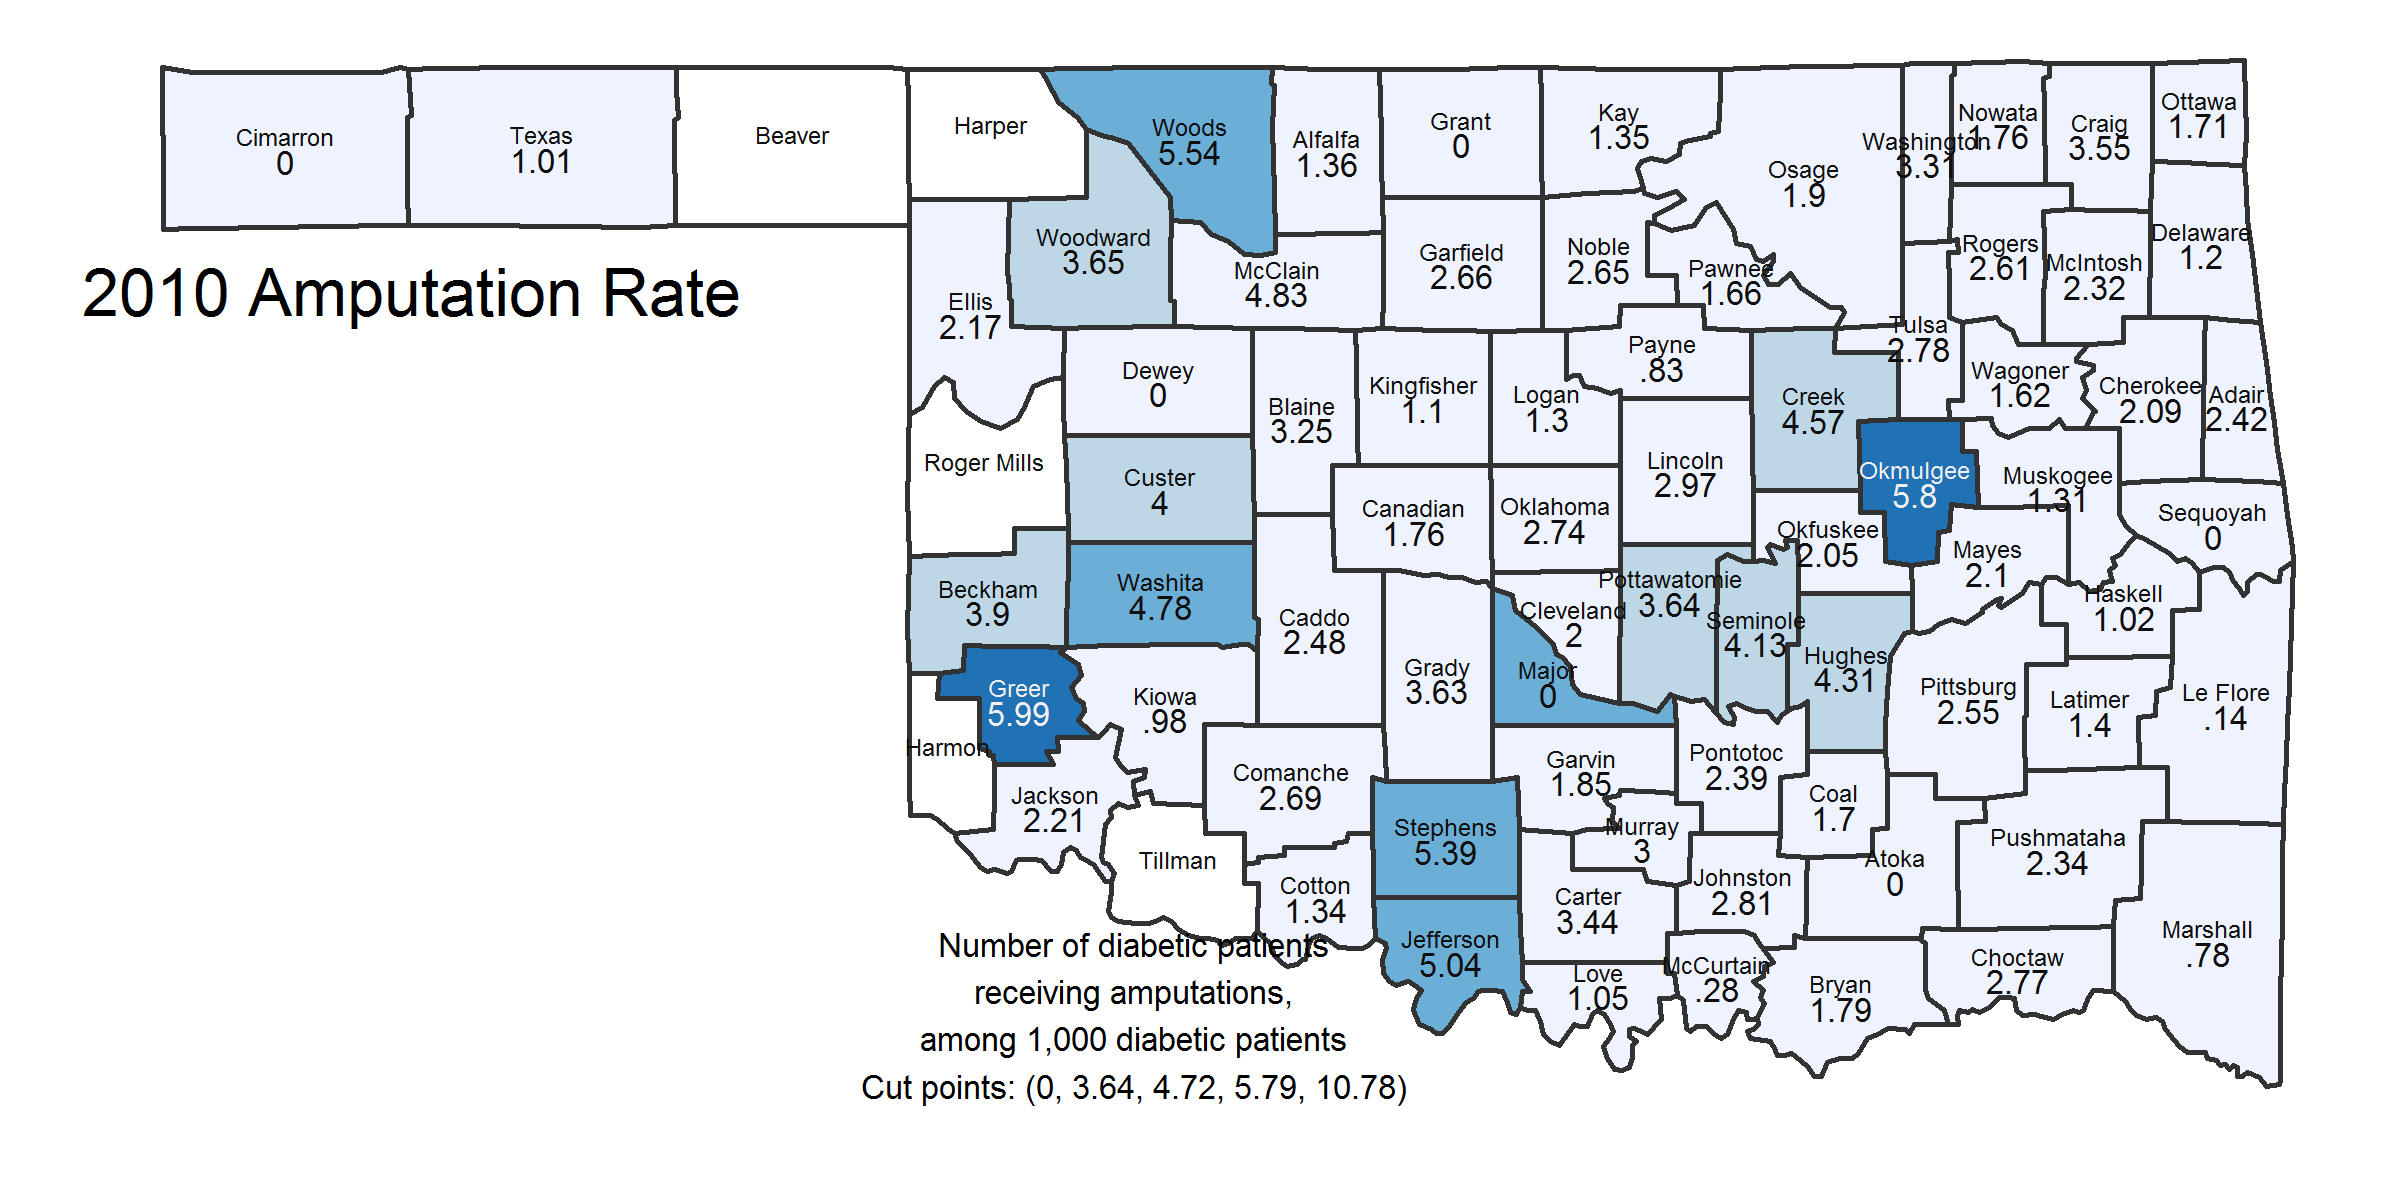 Cimarron
0
Texas
1.01
Beaver
Harper
Woods
5.54
Alfalfa
1.36
Grant
0
Kay
1.35
Osage
1.9
Washington
3.31
Nowata
1.76
Craig
3.55
Ottawa
1.71
2010 Amputation Rate
Ellis
2.17
Woodward
3.65
McClain
4.83
Garfield
2.66
Noble
2.65
Pawnee
1.66
Rogers
2.61
McIntosh
2.32
Delaware
1.2
Tulsa
2.78
Dewey
0
Blaine
3.25
Kingfisher
1.1
Logan
1.3
Payne
.83
Creek
4.57
Wagoner
1.62
Cherokee
2.09
Adair
2.42
Roger Mills
Custer
4
Canadian
1.76
Oklahoma
2.74
Lincoln
2.97
Okmulgee
5.8
Muskogee
1.31
Sequoyah
0
Okfuskee
2.05
Mayes
2.1
Beckham
3.9
Washita
4.78
Caddo
2.48
Cleveland
2
Pottawatomie
3.64
Seminole
4.13
Haskell
1.02
Hughes
4.31
Greer
5.99
Kiowa
.98
Grady
3.63
Major
0
Pittsburg
2.55
Latimer
1.4
Le Flore
.14
Harmon
Jackson
2.21
Comanche
2.69
Garvin
1.85
Pontotoc
2.39
Coal
1.7
Stephens
5.39
Murray
3
Pushmataha
2.34
Tillman
Cotton
1.34
Carter
3.44
Johnston
2.81
Atoka
0
Jefferson
5.04
Love
1.05
McCurtain
.28
Bryan
1.79
Choctaw
2.77
Marshall
.78
Number of diabetic patients
receiving amputations,
among 1,000 diabetic patients
Cut points: (0, 3.64, 4.72, 5.79, 10.78)